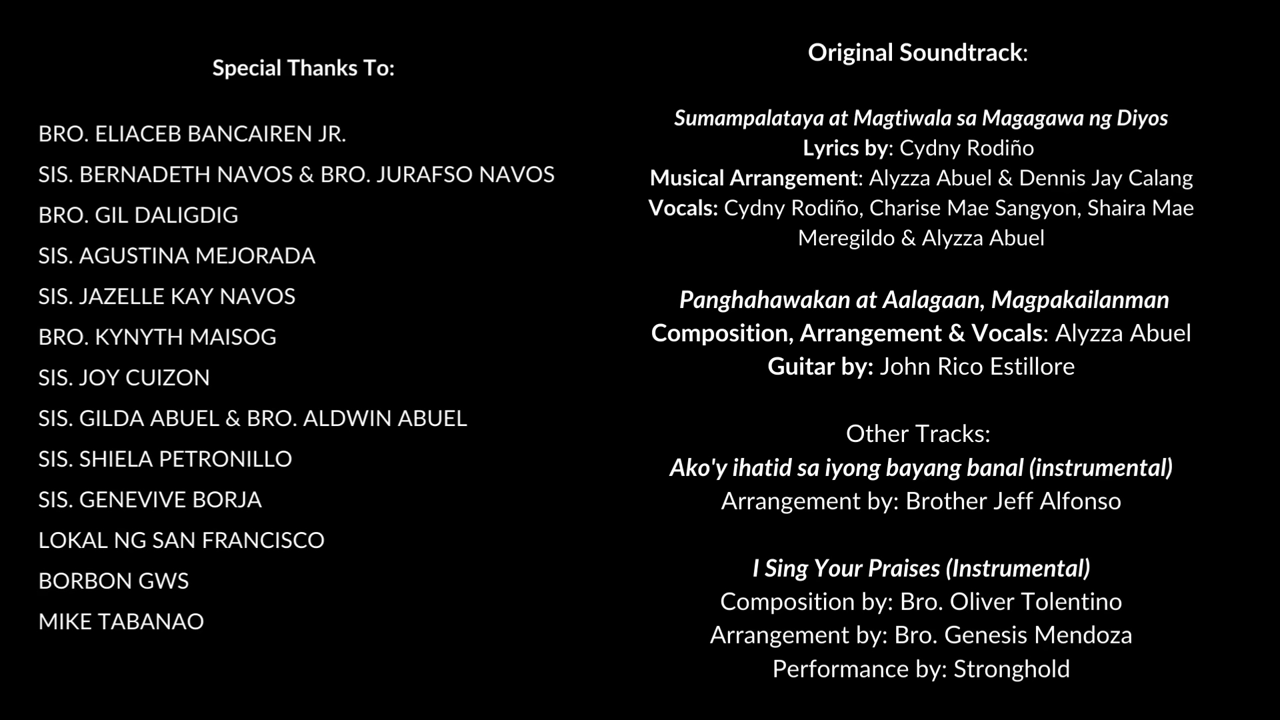 Special Thanks To:
BRO. ELIACEB BANCAIREN JR.
SIS. BERNADETH NAVOS & BRO. JURAFSO NAVOS
BRO. GIL DALIGDIG
SIS. AGUSTINA MEJORADA
SIS. JAZELLE KAY NAVOS
BRO. KYNYTH MAISOG
SIS. JOY CUIZON
SIS. GILDA ABUEL & BRO. ALDWIN ABUEL
SIS. SHIELA PETRONILLO
SIS. GENEVIVE BORJA
LOKAL NG SAN FRANCISCO
BORBON GWS
MIKE TABANAO
Original Soundtrack:
Sumampalataya at Magtiwala sa Magagawa ng Diyos
Lyrics by: Cydny Rodiño
Musical Arrangement: Alyzza Abuel & Dennis Jay Calang
Vocals: Cydny Rodiño, Charise Mae Sangyon, Shaira Mae
Meregildo & Alyzza Abuel
Panghahawakan at Aalagaan, Magpakailanman
Composition, Arrangement & Vocals: Alyzza Abuel
Guitar by: John Rico Estillore
Other Tracks:
Ako'y ihatid sa iyong bayang banal (instrumental)
Arrangement by: Brother Jeff Alfonso
I Sing Your Praises (Instrumental)
Composition by: Bro. Oliver Tolentino
Arrangement by: Bro. Genesis Mendoza
Performance by: Stronghold